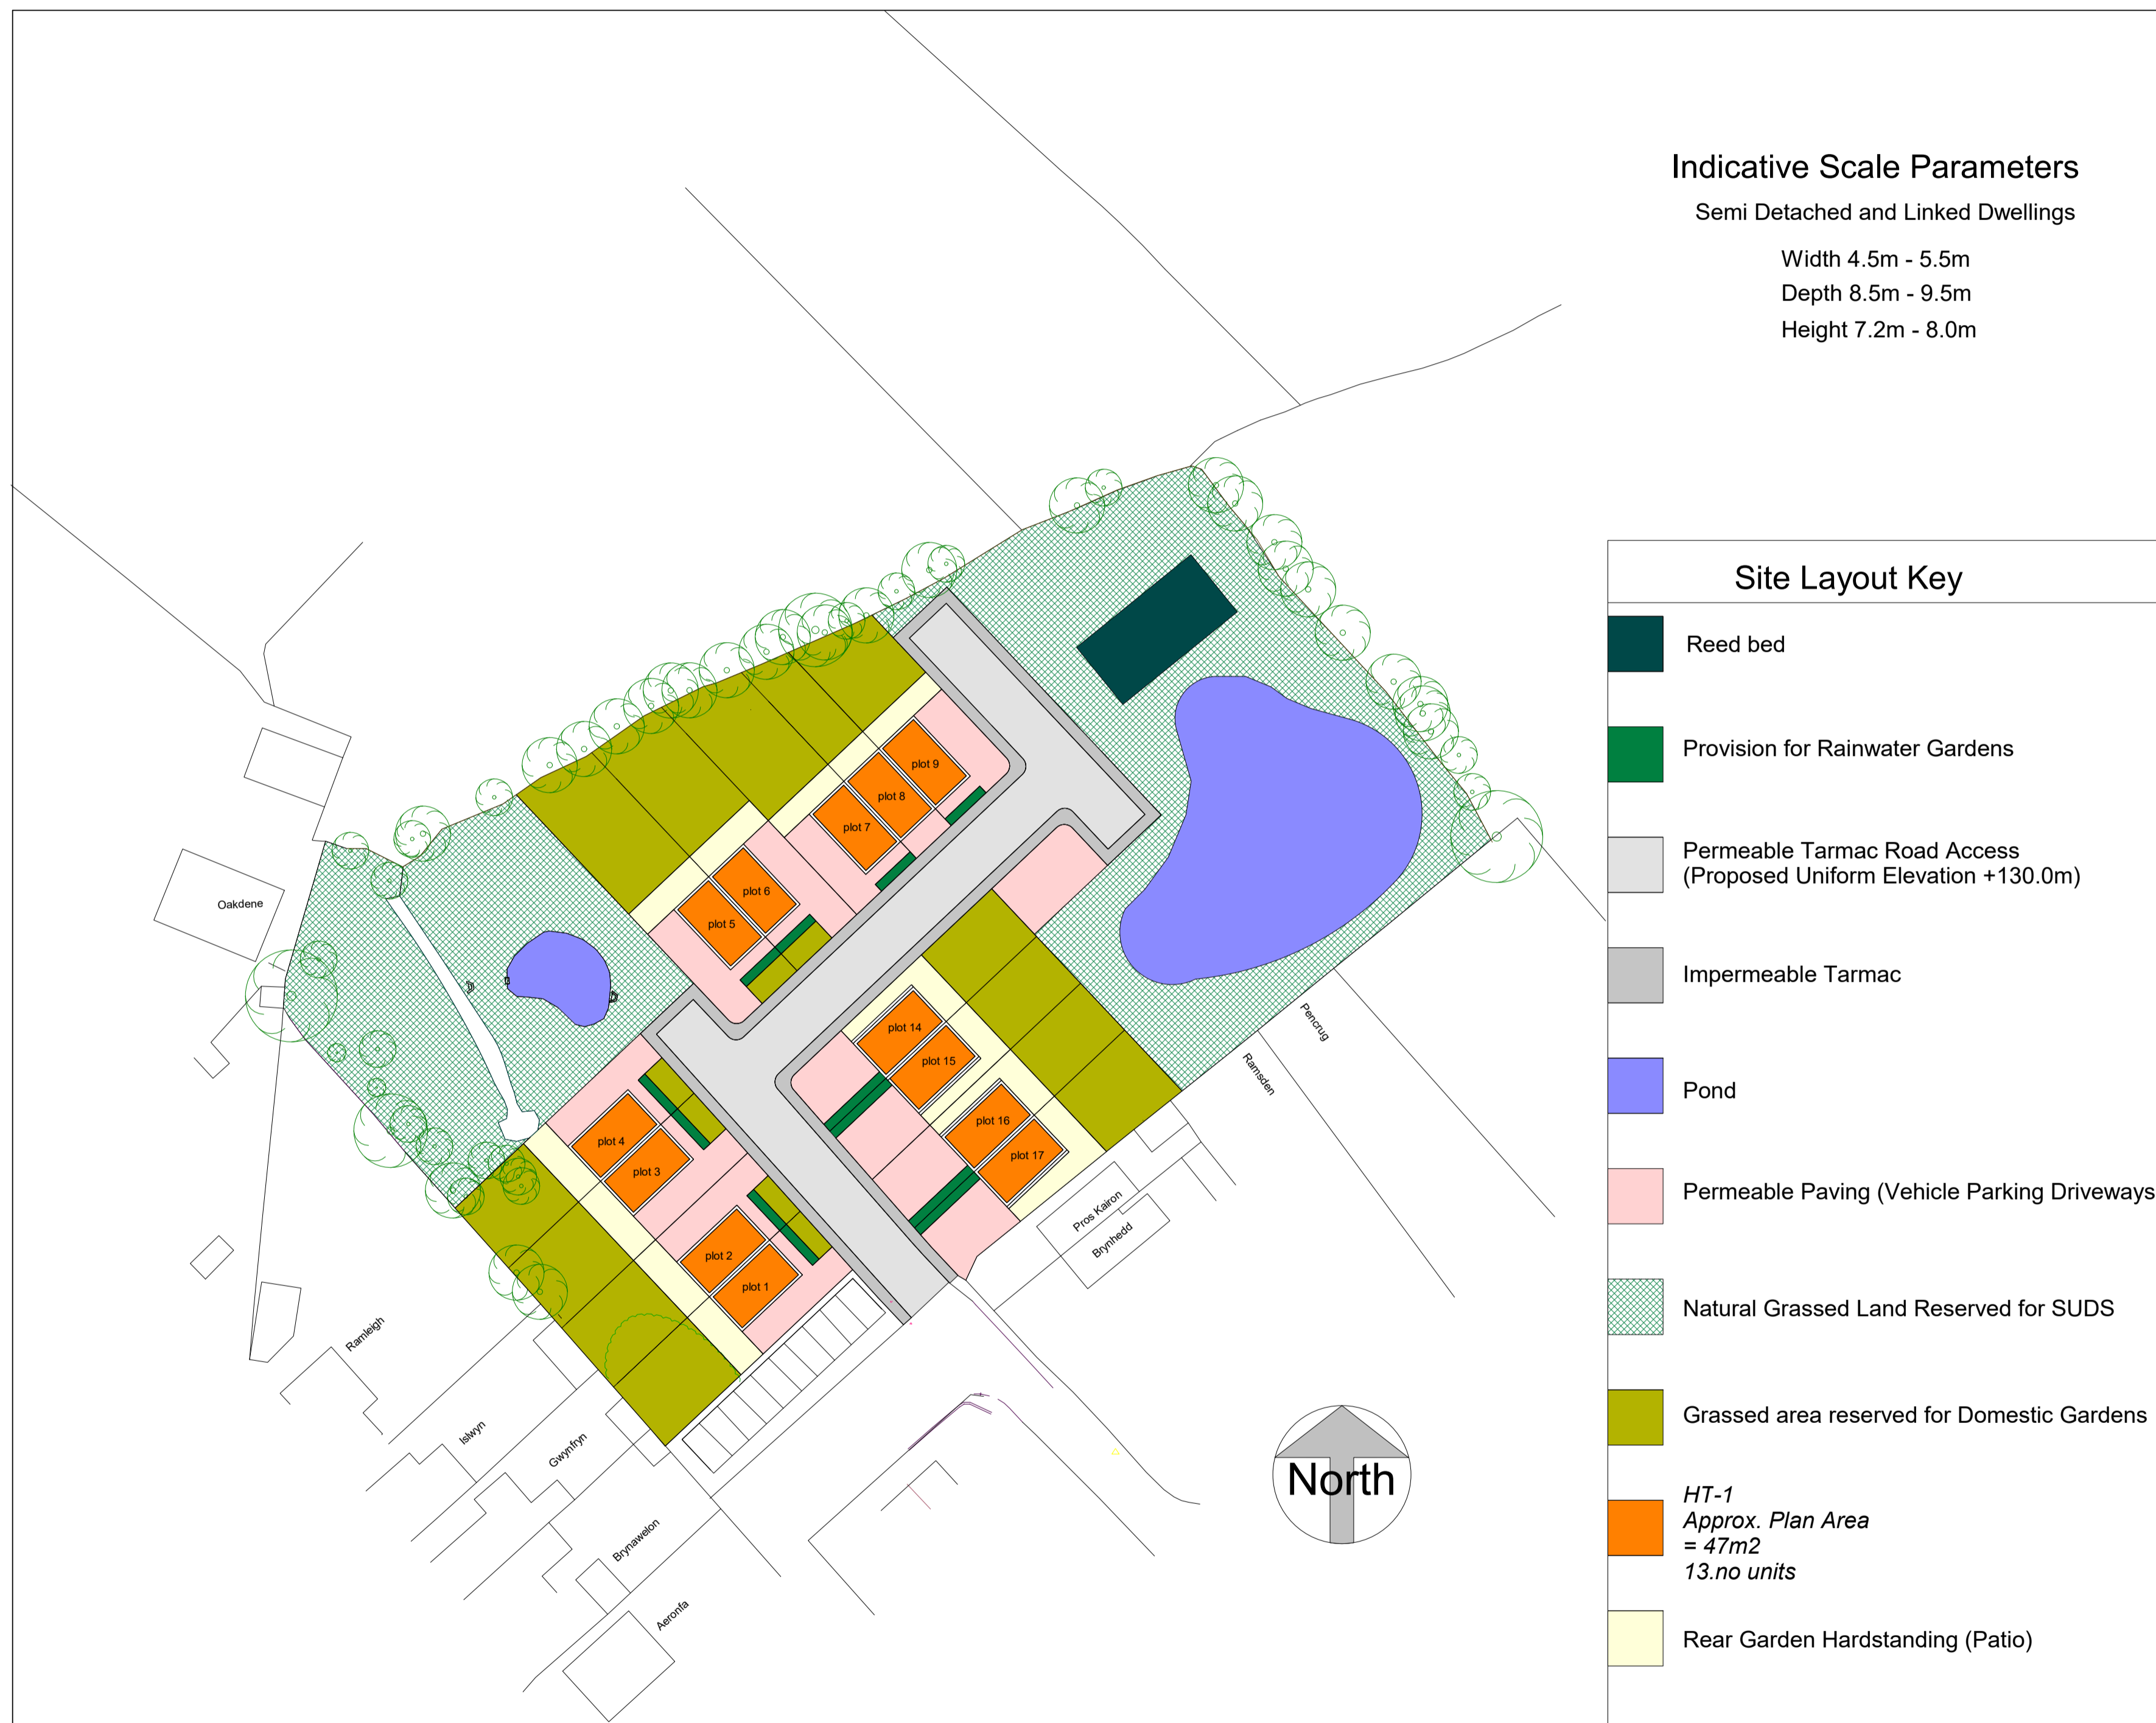 Indicative Scale Parameters
Semi Detached and Linked Dwellings
Width 4.5m - 5.5m
Depth 8.5m - 9.5m
Height 7.2m - 8.0m
Site Layout Key
Reed bed
Provision for Rainwater Gardens
Permeable Tarmac Road Access
(Proposed Uniform Elevation +130.0m)
Impermeable Tarmac
Pond
Permeable Paving (Vehicle Parking Driveways
Natural Grassed Land Reserved for SUDS
Grassed area reserved for Domestic Gardens
HT-1
Approx. Plan Area
= 47m2
13.no units
Rear Garden Hardstanding (Patio)
plot 9
plot 8
plot 7
plot 6
plot 5
plot 4
plot 3
plot 2
plot 1
plot 14
plot 15
plot 16
plot 17
Oakdene
Pencrug
Ramsden
Pros Kairon
Brynhedd
Ramleigh
Islwyn
Gwynfryn
Brynawelon
Aeronfa
North